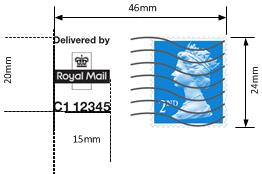 46mm
Delivered by
Royal Mail
C1 12345
2ND
20mm
24mm
15mm